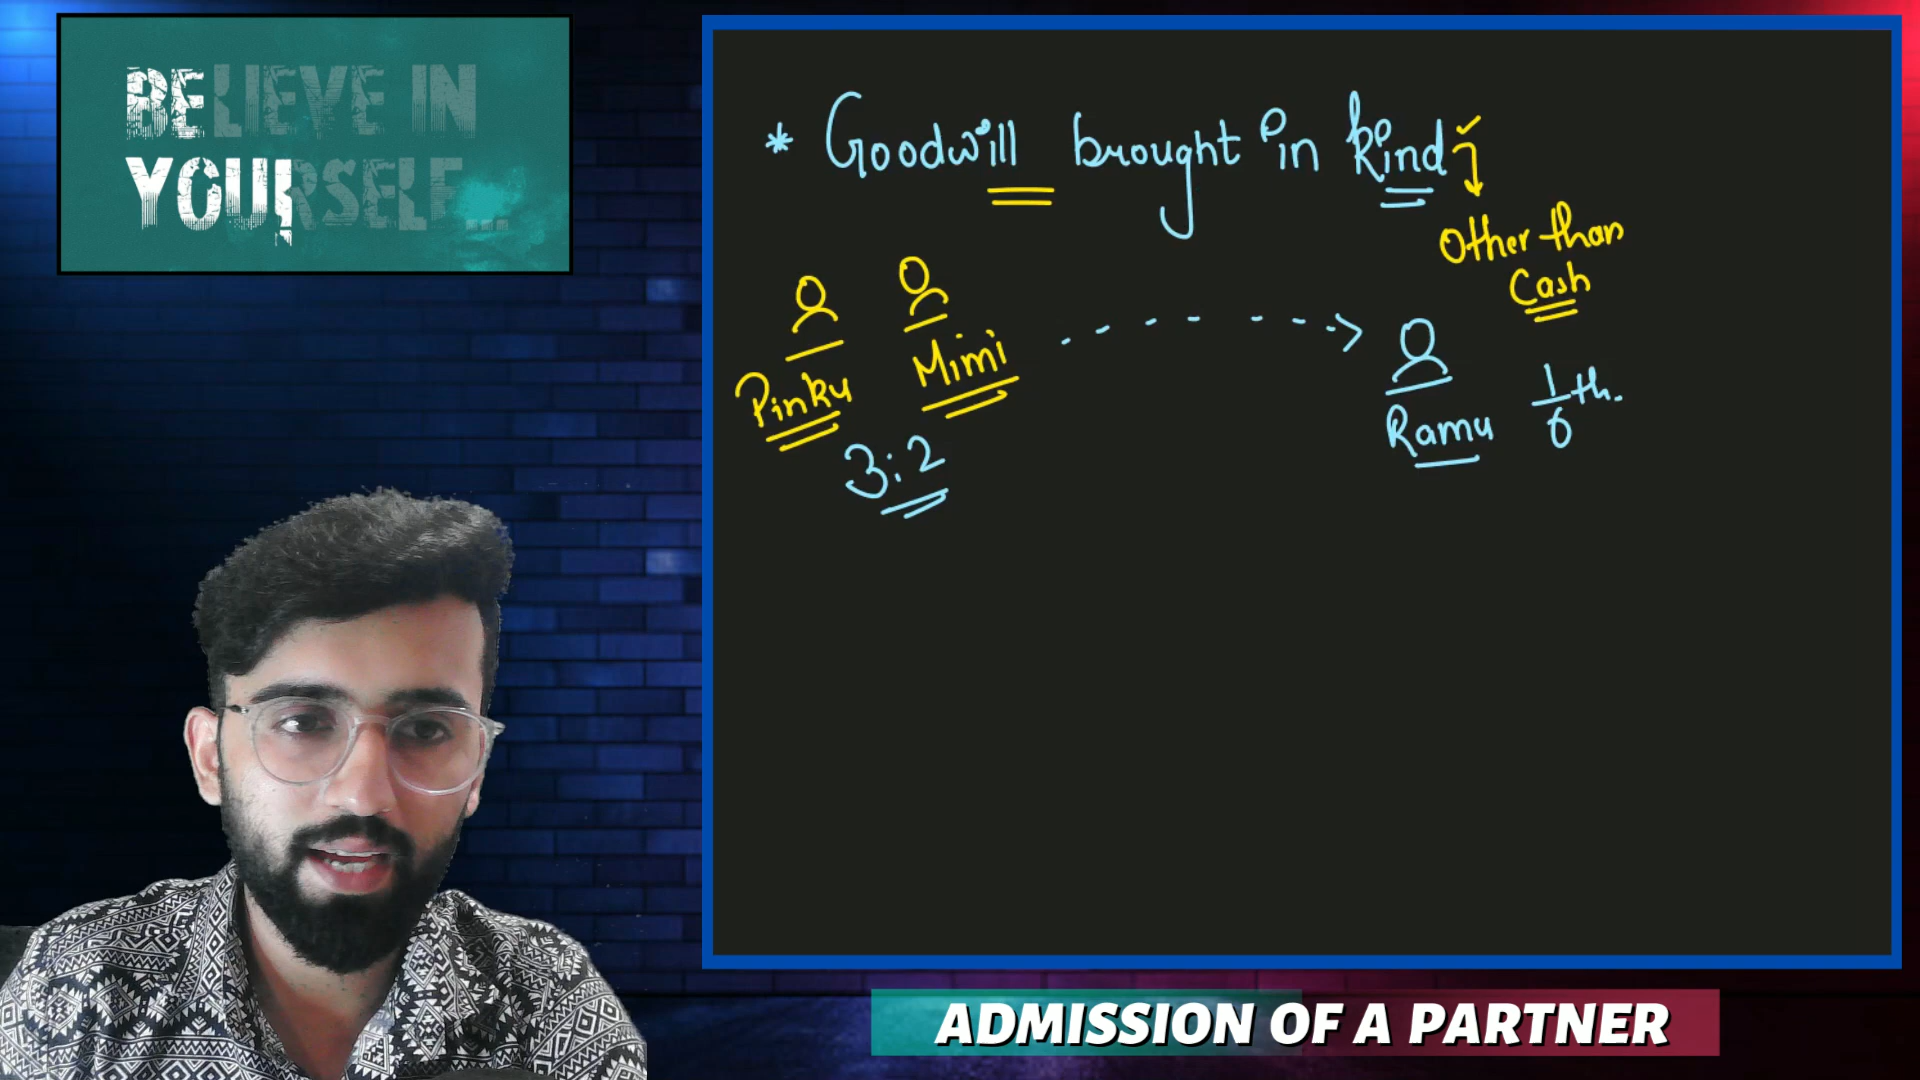 BELIEVE IN
YOURSELF...
* Goodwill brought in kind ✓
Other than
Cash
Pinky
Mimi
3:2
Ramu
1/6 th.
ADMISSION OF A PARTNER